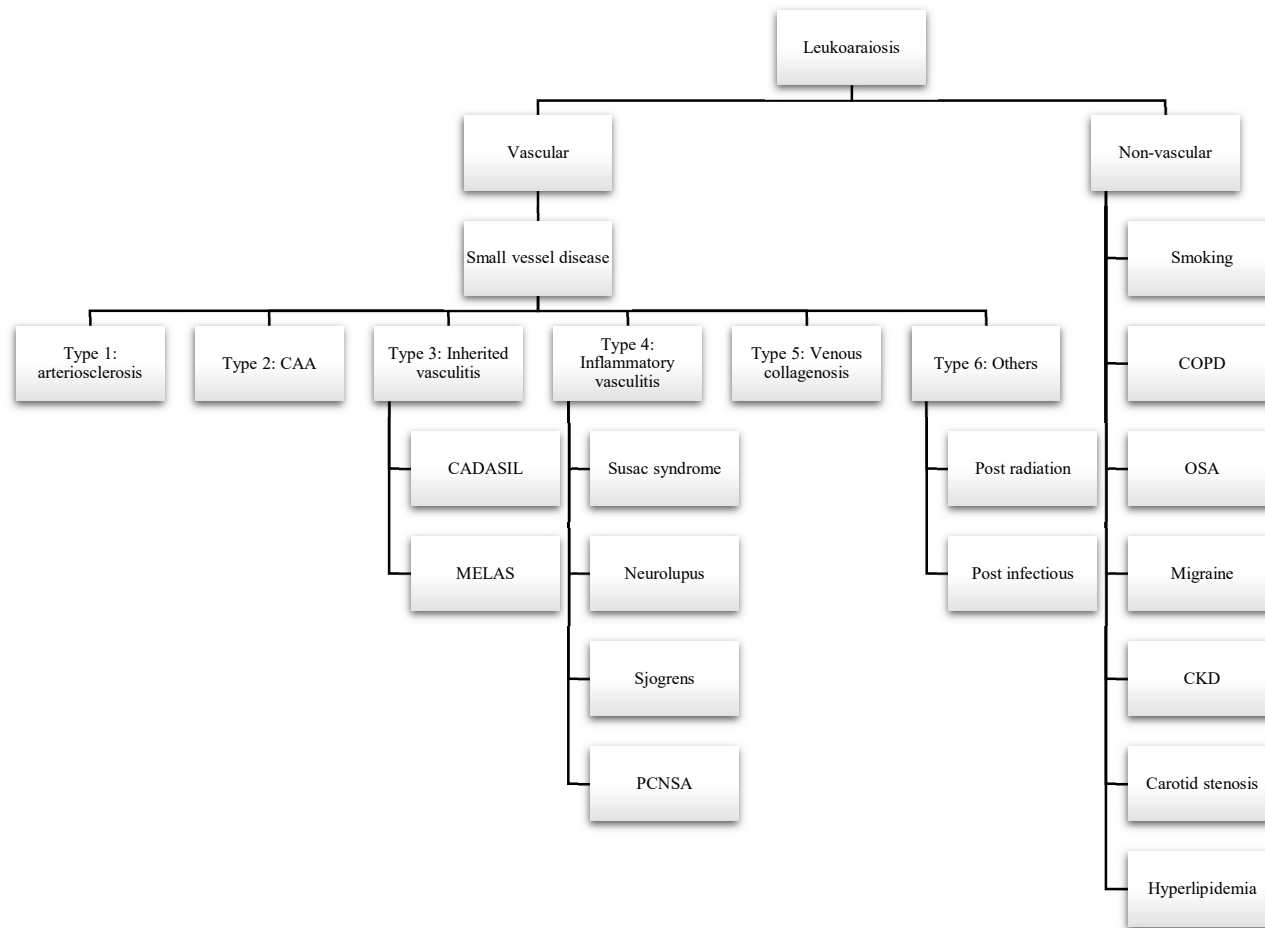 Leukoaraiosis
Vascular
Non-vascular
Small vessel disease
Smoking
Type 1:
arteriosclerosis
Type 2: CAA
Type 3: Inherited
vasculitis
Type 4:
Inflammatory
vasculitis
Type 5: Venous
collagenosis
Type 6: Others
COPD
CADASIL
Susac syndrome
Post radiation
OSA
MELAS
Neurolupus
Post infectious
Migraine
Sjogrens
CKD
PCNSA
Carotid stenosis
Hyperlipidemia